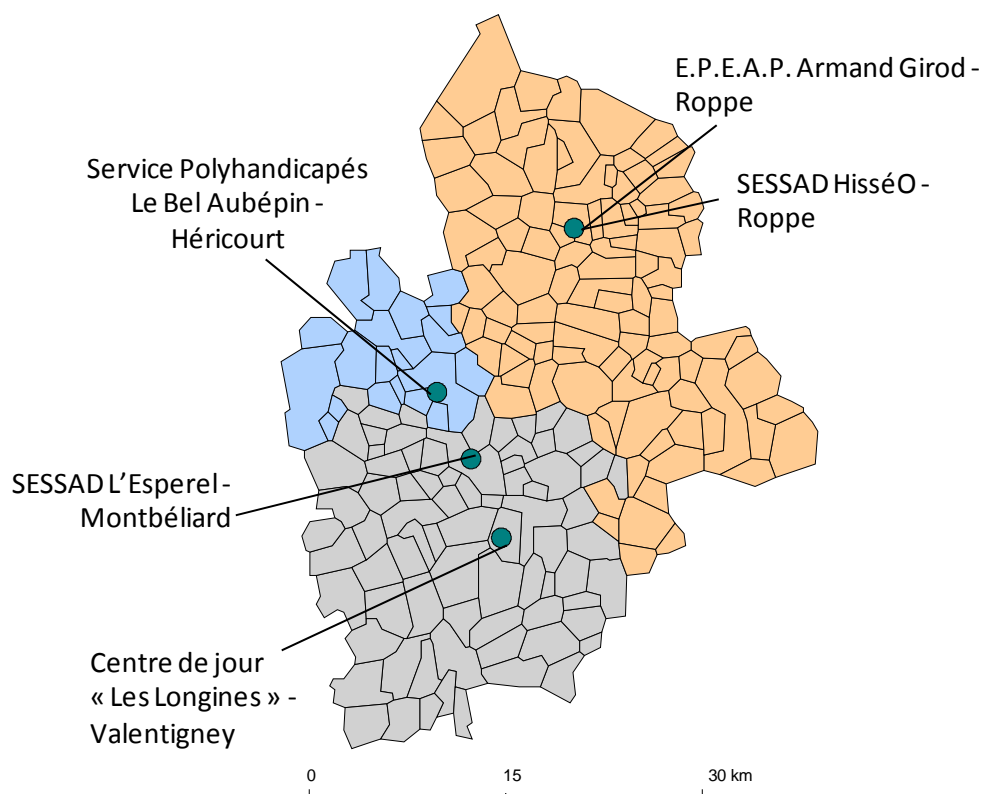 E.P.E.A.P. Armand Girod -
Roppe
Service Polyhandicapés
Le Bel Aubépin -
Héricourt
SESSAD HisséO -
Roppe
SESSAD L’Esperel -
Montbéliard
Centre de jour
« Les Longines » -
Valentigney
0 15 30 km